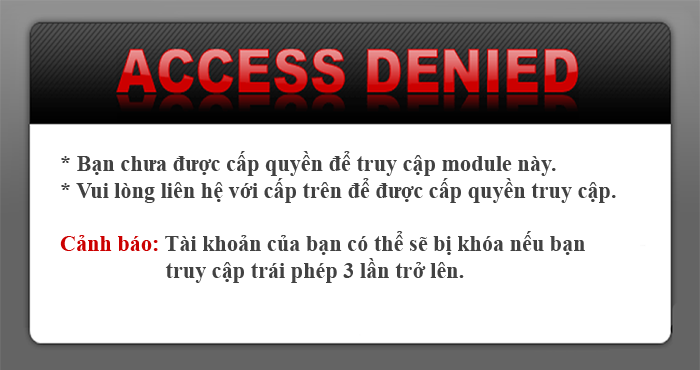 ACCESS DENIED
* Bạn chưa được cấp quyền để truy cập module này.
* Vui lòng liên hệ với cấp trên để được cấp quyền truy cập.
Cảnh báo: Tài khoản của bạn có thể sẽ bị khóa nếu bạn
truy cập trái phép 3 lần trở lên.